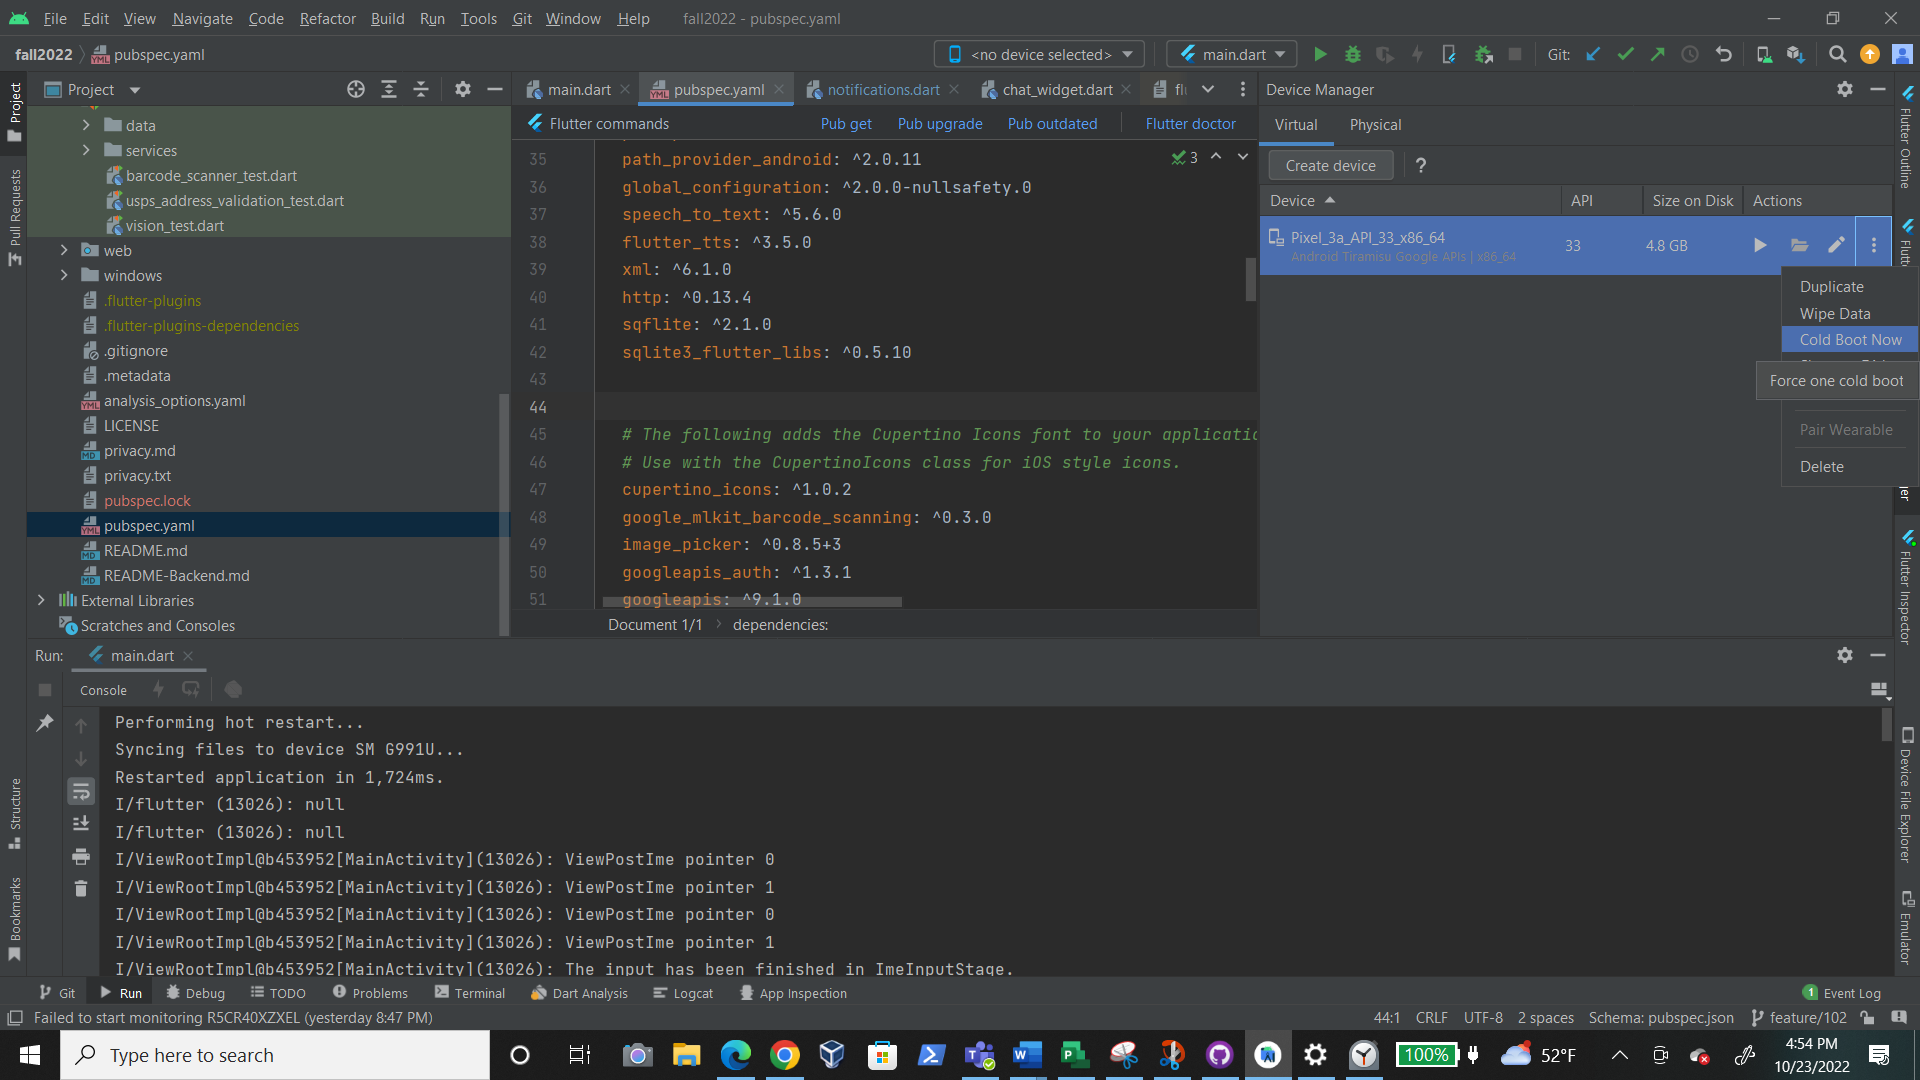 File Edit View Navigate Code Refactor Build Run Tools Git Window Help fall2022 - pubspec.yaml
fall2022 pubspec.yaml <no device selected> main.dart Git:
Project
main.dart pubspec.yaml notifications.dart chat_widget.dart
Device Manager
Flutter commands Pub get Pub upgrade Pub outdated Flutter doctor
Virtual Physical
Create device ?
Device API Size on Disk Actions
Pixel_3a_API_33_x86_64 33 4.8 GB
Android Tiramisu Google APIs | x86_64
Duplicate
Wipe Data
Cold Boot Now
Force one cold boot
Pair Wearable
Delete
data
services
barcode_scanner_test.dart
usps_address_validation_test.dart
vision_test.dart
web
windows
.flutter-plugins
.flutter-plugins-dependencies
.gitignore
.metadata
analysis_options.yaml
LICENSE
privacy.md
privacy.txt
pubspec.lock
pubspec.yaml
README.md
README-Backend.md
External Libraries
Scratches and Consoles
3
35 path_provider_android: ^2.0.11
36 global_configuration: ^2.0.0-nullsafety.0
37 speech_to_text: ^5.6.0
38 flutter_tts: ^3.5.0
39 xml: ^6.1.0
40 http: ^0.13.4
41 sqflite: ^2.1.0
42 sqlite3_flutter_libs: ^0.5.10
43
44
45 # The following adds the Cupertino Icons font to your applicatio
46 # Use with the CupertinoIcons class for iOS style icons.
47 cupertino_icons: ^1.0.2
48 google_mlkit_barcode_scanning: ^0.3.0
49 image_picker: ^0.8.5+3
50 googleapis_auth: ^1.3.1
51 googleapis: ^9.1.0
Document 1/1 dependencies:
Project
Pull Requests
Structure
Bookmarks
Flutter Outline
Flutter Inspector
Device File Explorer
Emulator
Run: main.dart
Console
Performing hot restart...
Syncing files to device SM G991U...
Restarted application in 1,724ms.
I/flutter (13026): null
I/flutter (13026): null
I/ViewRootImpl@b453952[MainActivity](13026): ViewPostIme pointer 0
I/ViewRootImpl@b453952[MainActivity](13026): ViewPostIme pointer 1
I/ViewRootImpl@b453952[MainActivity](13026): ViewPostIme pointer 0
I/ViewRootImpl@b453952[MainActivity](13026): ViewPostIme pointer 1
I/ViewRootImpl@b453952[MainActivity](13026): The input has been finished in ImeInputStage.
Git Run Debug TODO Problems Terminal Dart Analysis Logcat App Inspection 1 Event Log
Failed to start monitoring R5CR40XZXEL (yesterday 8:47 PM) 44:1 CRLF UTF-8 2 spaces Schema: pubspec.json feature/102
Type here to search 100% 52°F 4:54 PM
10/23/2022